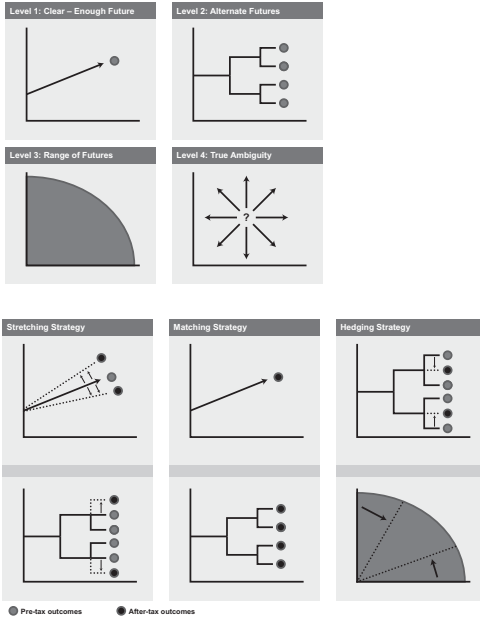 Level 1: Clear – Enough Future
Level 2: Alternate Futures
Level 3: Range of Futures
Level 4: True Ambiguity
?
Stretching Strategy
Matching Strategy
Hedging Strategy
Pre-tax outcomes
After-tax outcomes